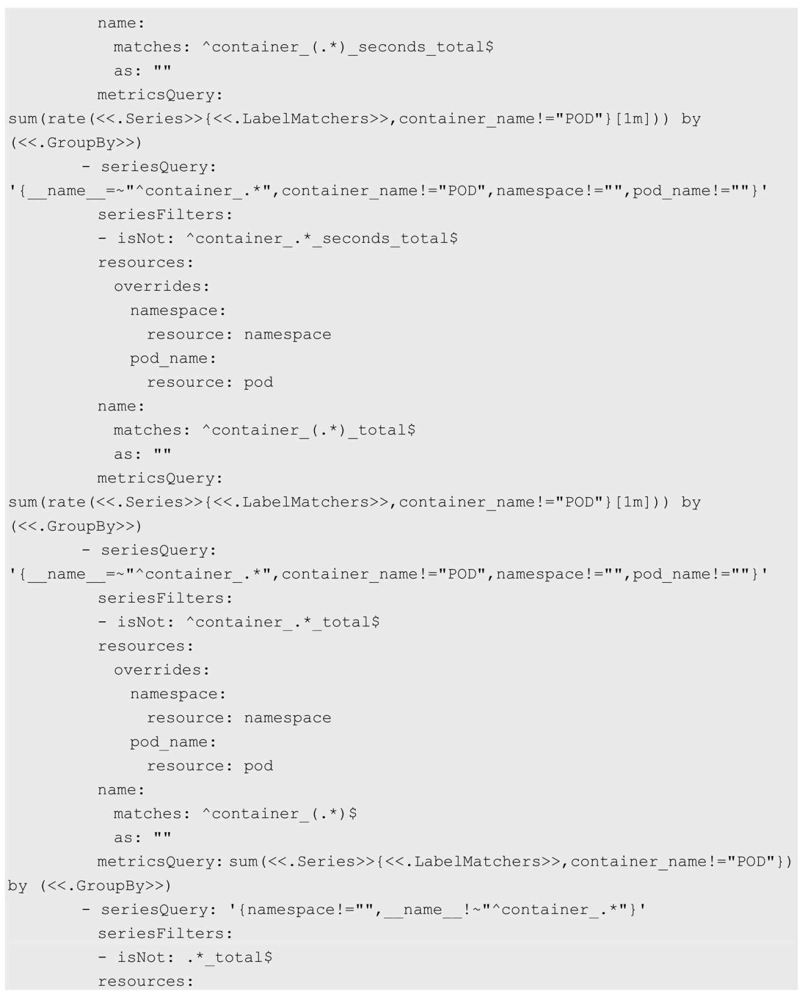 name:
matches: ^container_(.*)_seconds_total$
as: ""
metricsQuery:
sum(rate(<<.Series>>{<<.LabelMatchers>>,container_name!="POD"}[1m])) by
(<<.GroupBy>>)
- seriesQuery:
'{__name__=~"^container_.*",container_name!="POD",namespace!="",pod_name!=""}'
seriesFilters:
- isNot: ^container_.*_seconds_total$
resources:
overrides:
namespace:
resource: namespace
pod_name:
resource: pod
name:
matches: ^container_(.*)_total$
as: ""
metricsQuery:
sum(rate(<<.Series>>{<<.LabelMatchers>>,container_name!="POD"}[1m])) by
(<<.GroupBy>>)
- seriesQuery:
'{__name__=~"^container_.*",container_name!="POD",namespace!="",pod_name!=""}'
seriesFilters:
- isNot: ^container_.*_total$
resources:
overrides:
namespace:
resource: namespace
pod_name:
resource: pod
name:
matches: ^container_(.*)$
as: ""
metricsQuery: sum(<<.Series>>{<<.LabelMatchers>>,container_name!="POD"})
by (<<.GroupBy>>)
- seriesQuery: '{namespace!="",__name__!~"^container_.*"}'
seriesFilters:
- isNot: .*_total$
resources: